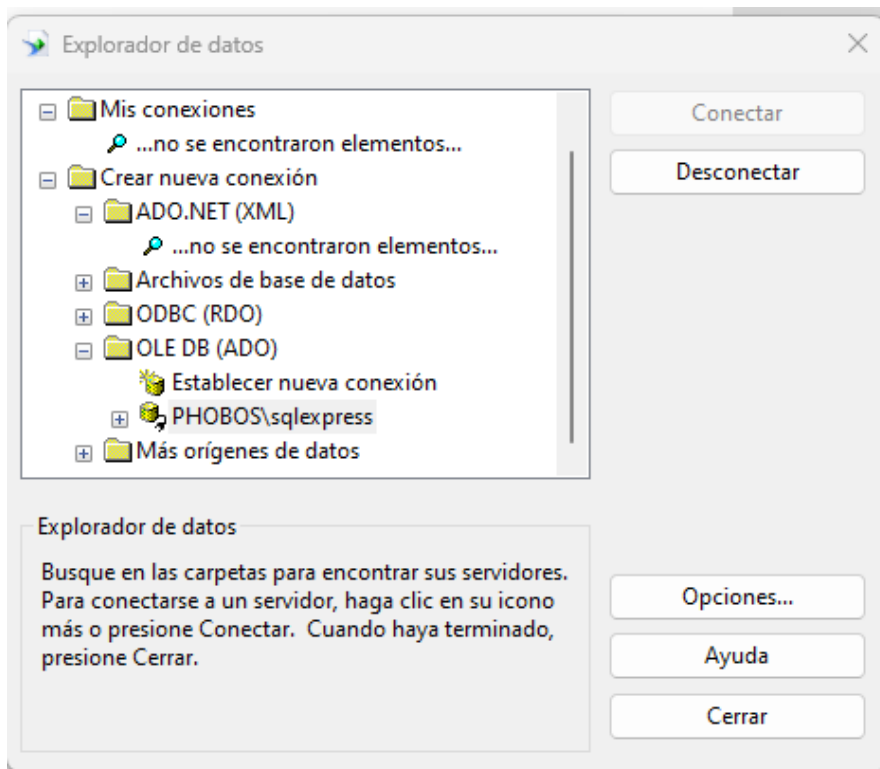 Explorador de datos
Mis conexiones
...no se encontraron elementos...
Crear nueva conexión
ADO.NET (XML)
...no se encontraron elementos...
Archivos de base de datos
ODBC (RDO)
OLE DB (ADO)
Establecer nueva conexión
PHOBOS\sqlexpress
Más orígenes de datos
Conectar
Desconectar
Explorador de datos
Busque en las carpetas para encontrar sus servidores.
Para conectarse a un servidor, haga clic en su icono
más o presione Conectar. Cuando haya terminado,
presione Cerrar.
Opciones...
Ayuda
Cerrar